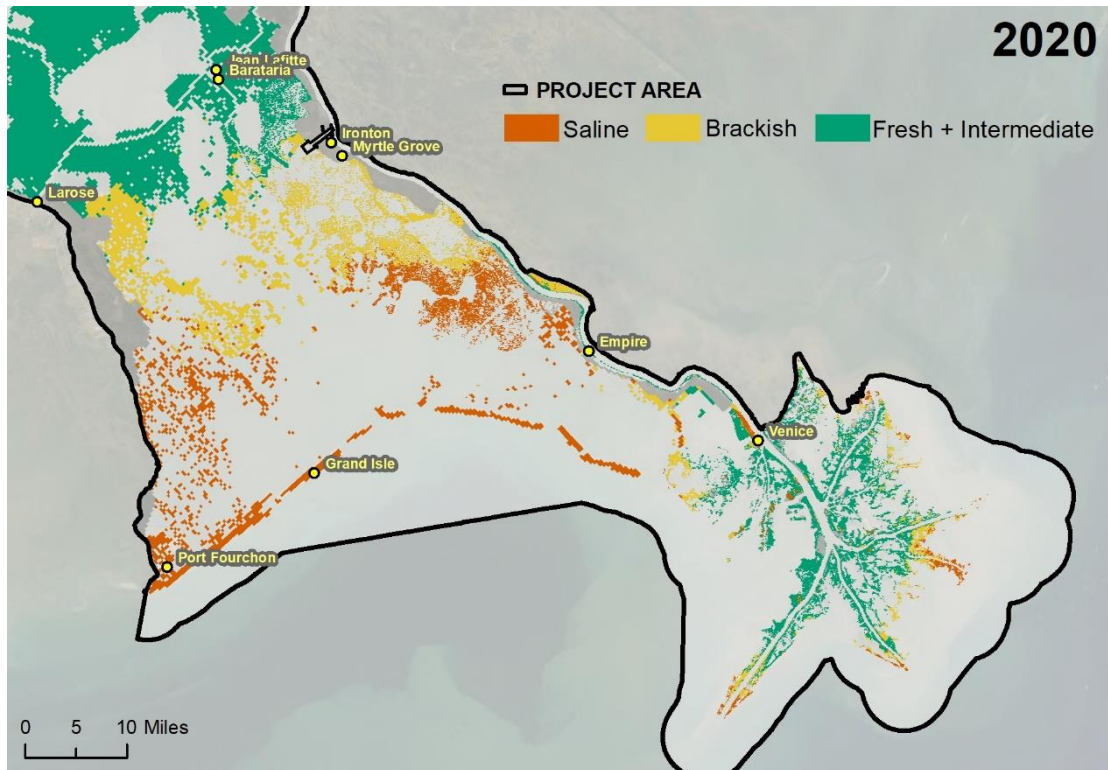 2020
PROJECT AREA
Saline Brackish Fresh + Intermediate
Jean Lafitte
Barataria
Ironton
Myrtle Grove
Larose
Empire
Venice
Grand Isle
Port Fourchon
0 5 10 Miles